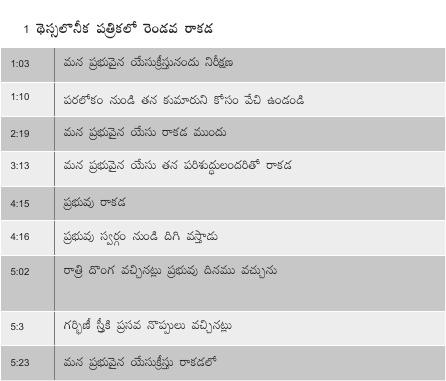 1 థెస్సలొనీక పత్రికలో రెండవ రాకడ
1:03 మన ప్రభువైన యేసుక్రీస్తునందు నిరీక్షణ
1:10 పరలోకం నుండి తన కుమారుని కోసం వేచి ఉండండి
2:19 మన ప్రభువైన యేసు రాకడ ముందు
3:13 మన ప్రభువైన యేసు తన పరిశుద్ధులందరితో రాకడ
4:15 ప్రభువు రాకడ
4:16 ప్రభువు స్వర్గం నుండి దిగి వస్తాడు
5:02 రాత్రి దొంగ వచ్చినట్లు ప్రభువు దినము వచ్చును
5:3 గర్భిణీ స్త్రీకి ప్రసవ నొప్పులు వచ్చినట్లు
5:23 మన ప్రభువైన యేసుక్రీస్తు రాకడలో